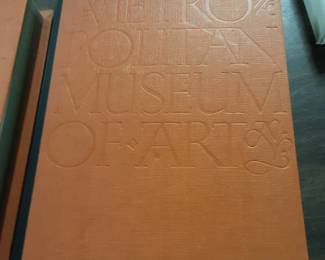 METRO
POLITAN
MUSEUM
OF · ART